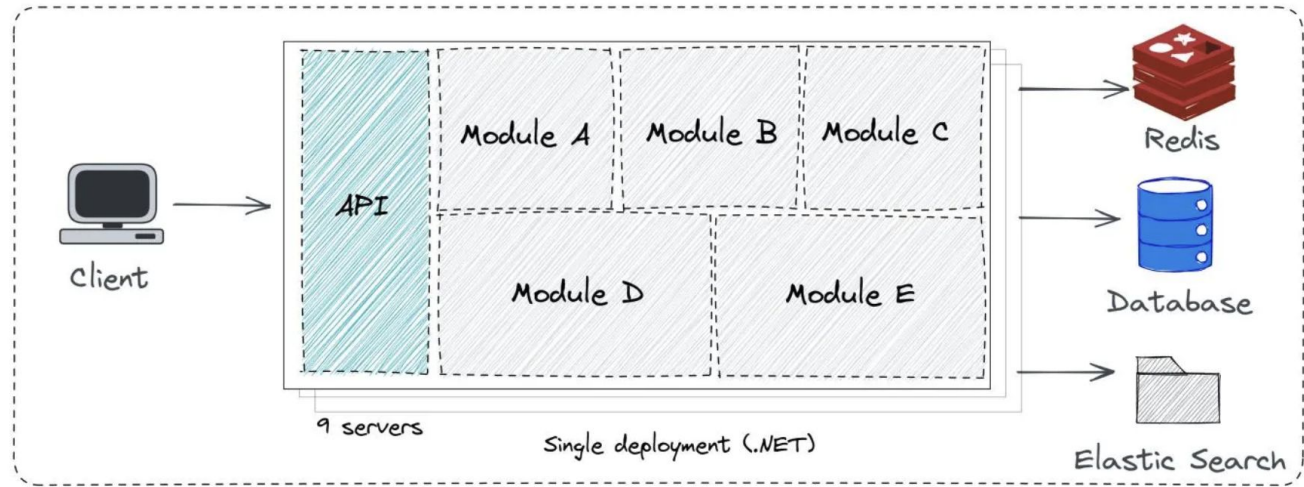 Module A
Module B
Module C
Redis
API
Client
Module D
Module E
Database
9 servers
Single deployment (.NET)
Elastic Search